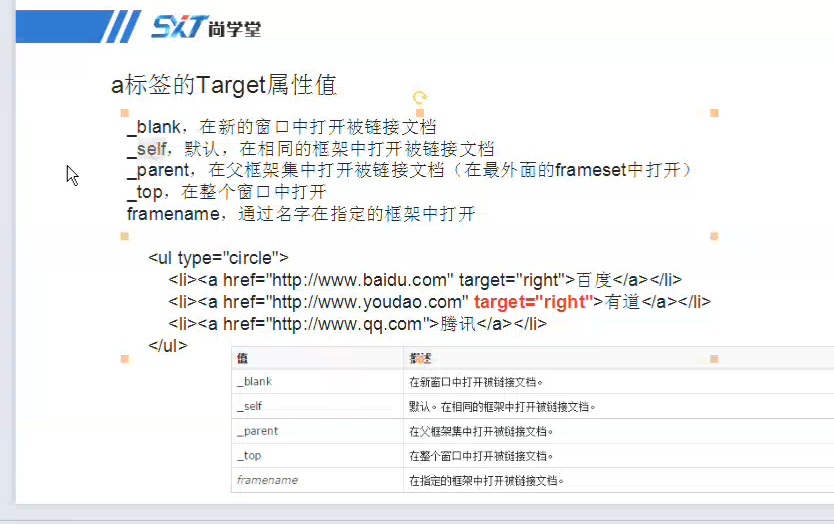 SXT尚学堂
a标签的Target属性值
_blank，在新的窗口中打开被链接文档
_self，默认，在相同的框架中打开被链接文档
_parent，在父框架集中打开被链接文档（在最外面的frameset中打开）
_top，在整个窗口中打开
framename，通过名字在指定的框架中打开
<ul type="circle">
<li><a href="http://www.baidu.com" target="right">百度</a></li>
<li><a href="http://www.youdao.com" target="right">有道</a></li>
<li><a href="http://www.qq.com">腾讯</a></li>
</ul>
值 描述
_blank 在新窗口中打开被链接文档。
_self 默认。在相同的框架中打开被链接文档。
_parent 在父框架集中打开被链接文档。
_top 在整个窗口中打开被链接文档。
framename 在指定的框架中打开被链接文档。